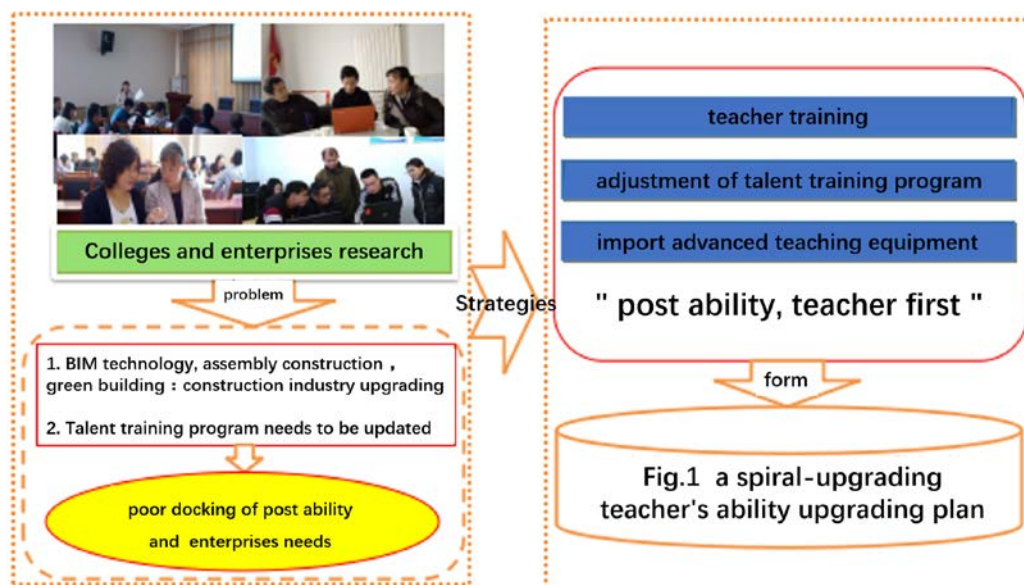 Colleges and enterprises research
problem
1. BIM technology, assembly construction，
green building：construction industry upgrading
2. Talent training program needs to be updated
poor docking of post ability
and enterprises needs
Strategies
teacher training
adjustment of talent training program
import advanced teaching equipment
" post ability, teacher first "
form
Fig.1 a spiral-upgrading
teacher's ability upgrading plan